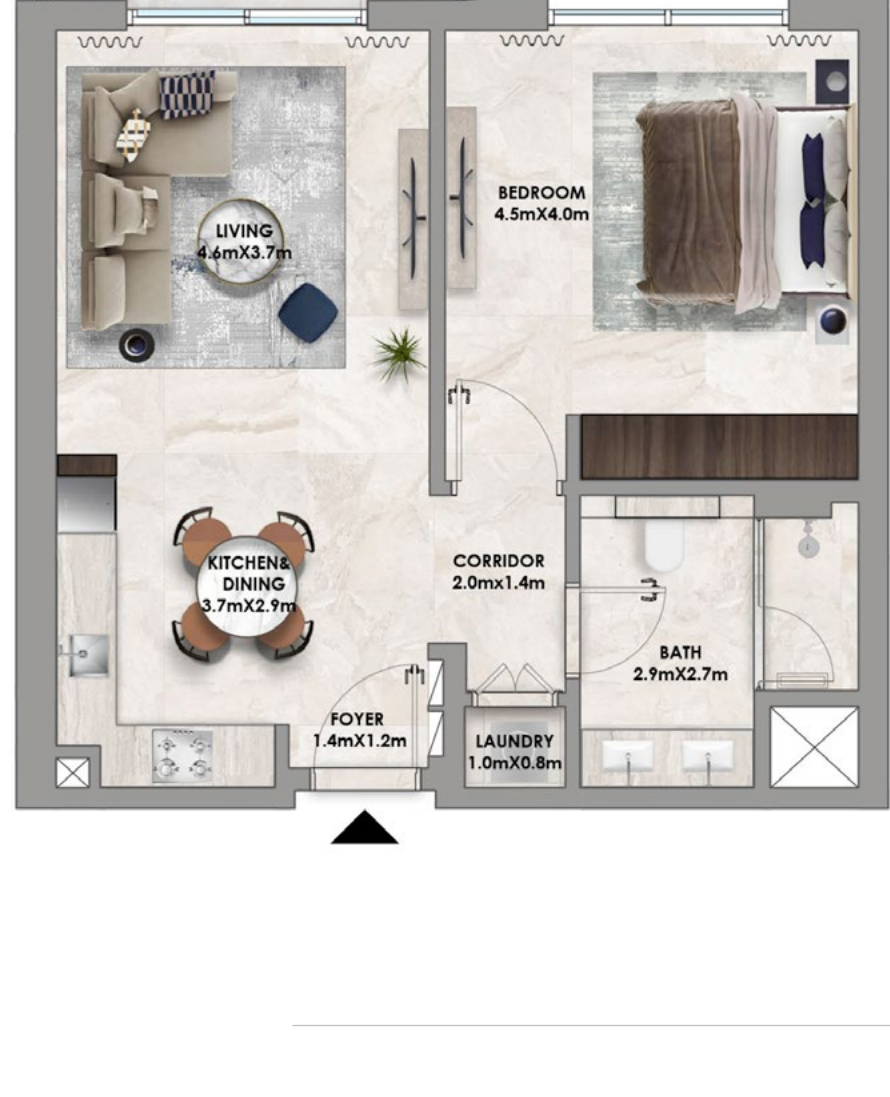 BEDROOM
4.5mX4.0m
LIVING
4.6mX3.7m
CORRIDOR
2.0mx1.4m
KITCHEN&
DINING
3.7mX2.9m
BATH
2.9mX2.7m
FOYER
1.4mX1.2m
LAUNDRY
1.0mX0.8m